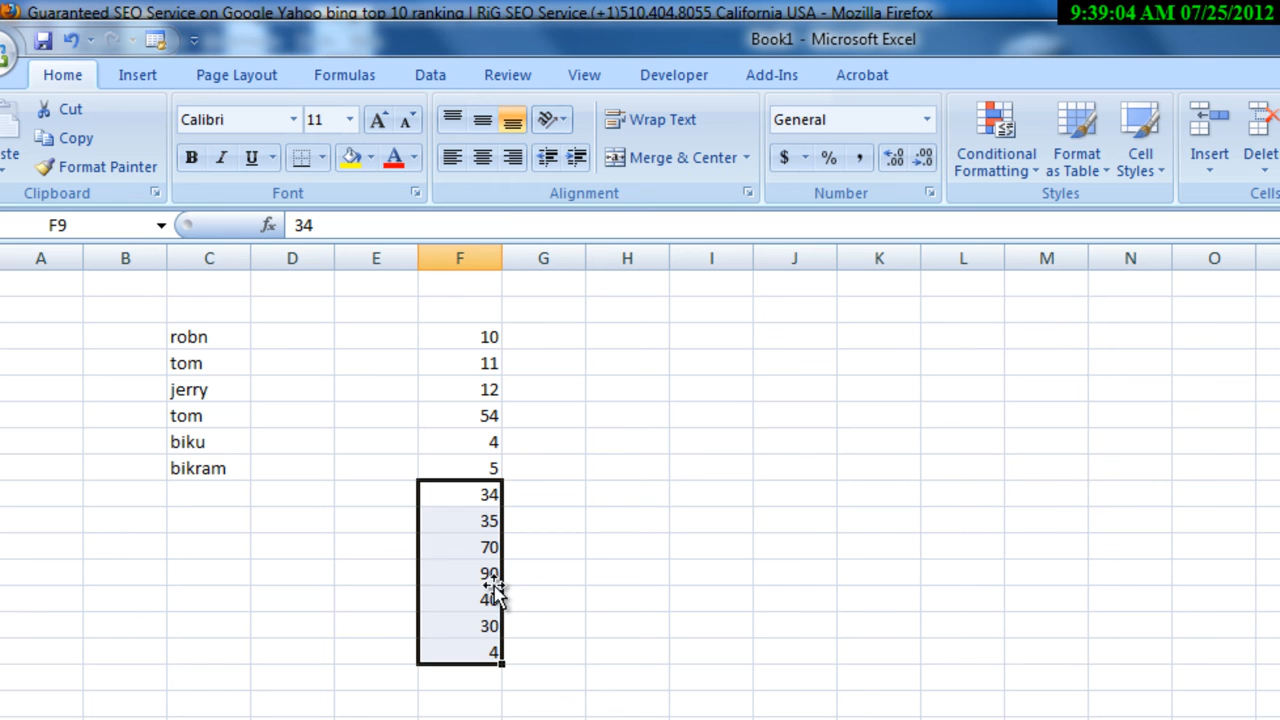 Guaranteed SEO Service on Google Yahoo bing top 10 ranking | RiG SEO Service (+1)510.404.8055 California USA - Mozilla Firefox
9:39:04 AM 07/25/2012
Book1 - Microsoft Excel
Home Insert Page Layout Formulas Data Review View Developer Add-Ins Acrobat
Cut
Copy
Format Painter
Clipboard
Calibri 11
B I U A
Font
Wrap Text
Merge & Center
Alignment
General
$ % ,
Number
Conditional Formatting
Format as Table
Cell Styles
Styles
Insert
F9 fx 34
A B C D E F G H I J K L M N O
robn 10
tom 11
jerry 12
tom 54
biku 4
bikram 5
34
35
70
90
30
4